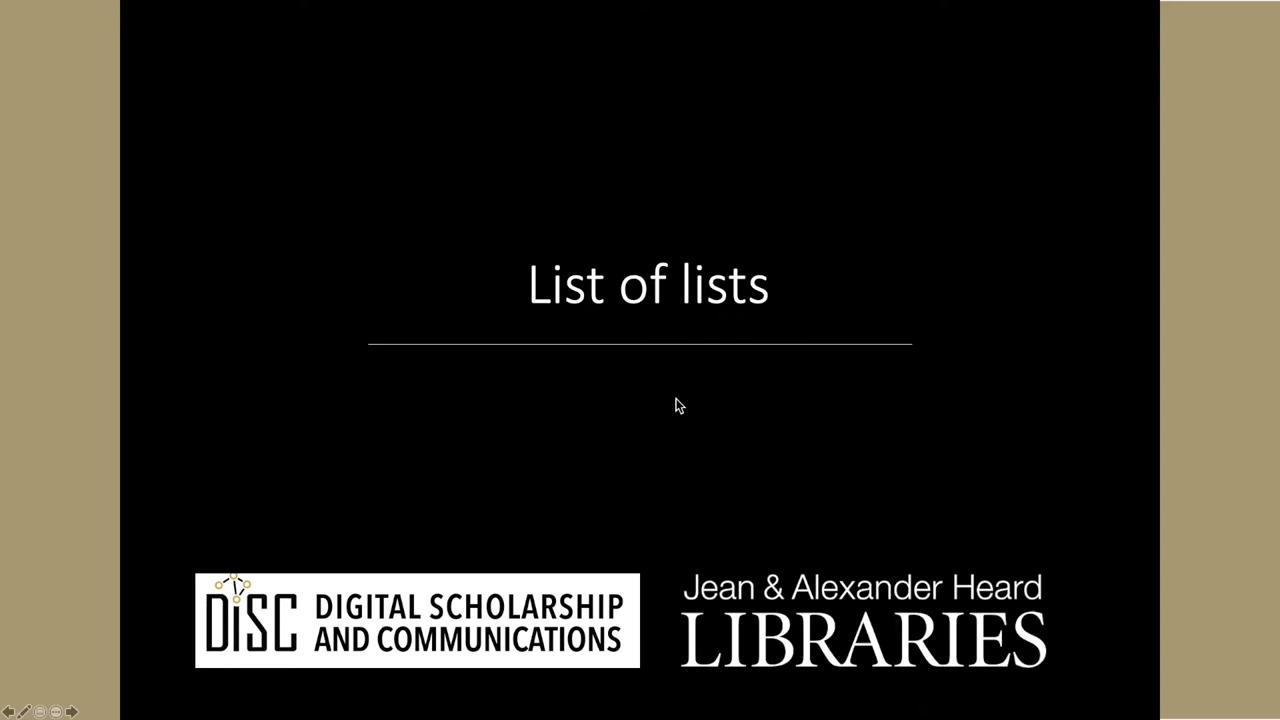 List of lists
DiSC DIGITAL SCHOLARSHIP
AND COMMUNICATIONS
Jean & Alexander Heard
LIBRARIES